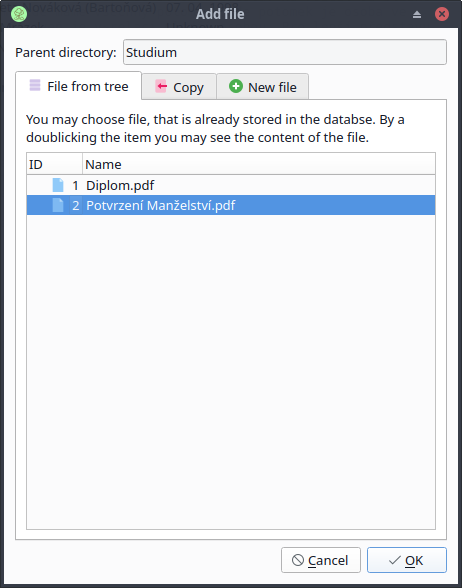 Add file
Parent directory: Studium
File from tree Copy New file
You may choose file, that is already stored in the databse. By a
doublicking the item you may see the content of the file.
ID Name
1 Diplom.pdf
2 Potvrzení Manželství.pdf
Cancel OK